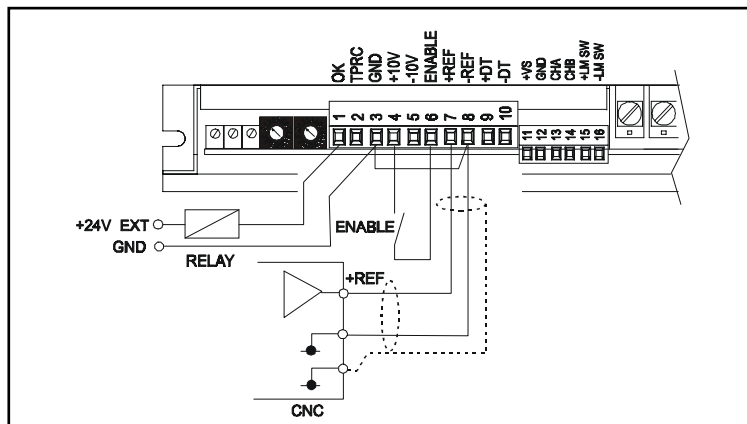 OK TPRC GND +10V -10V ENABLE +REF -REF +DT -DT
+VS GND CHA CHB +LM SW -LM SW
1 2 3 4 5 6 7 8 9 10
11 12 13 14 15 16
+24V EXT
GND
RELAY
ENABLE
+REF
CNC